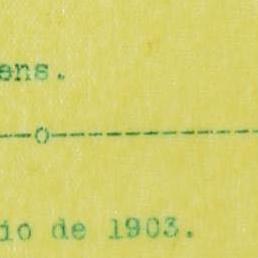 ens.
--o-----------
io de 1903.